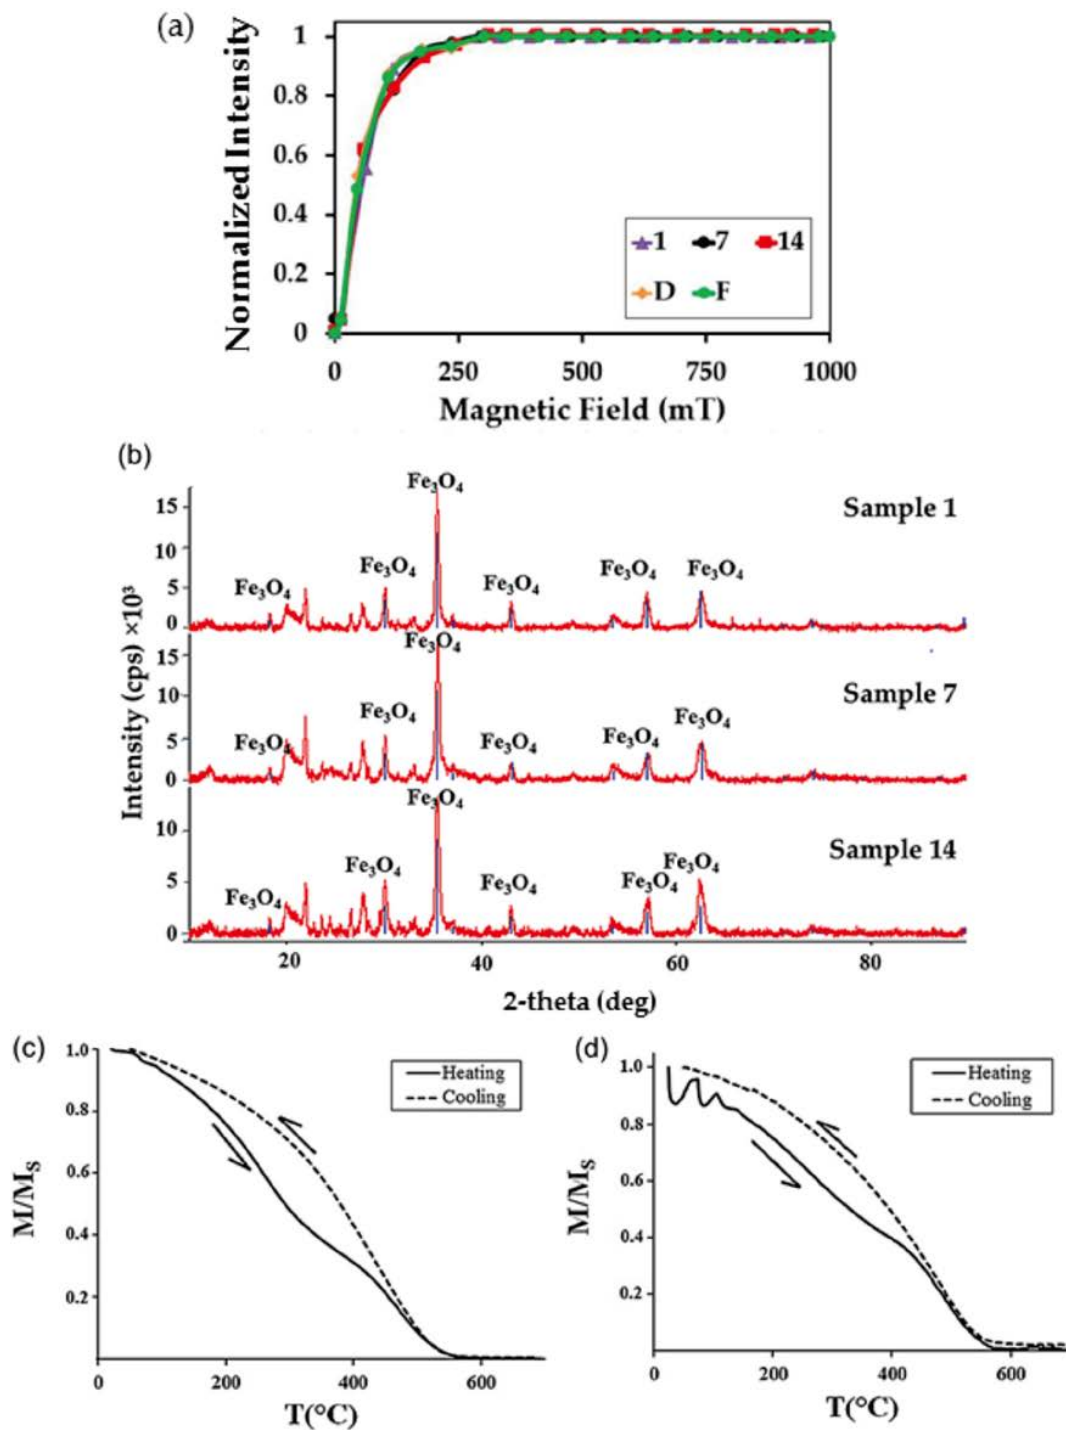 (a)
Normalized Intensity
1
0.8
0.6
0.4
0.2
0
1 7 14
D F
0 250 500 750 1000
Magnetic Field (mT)
(b)
Intensity (cps) ×10³
Fe₃O₄
15
Sample 1
10
Fe₃O₄ Fe₃O₄ Fe₃O₄
Fe₃O₄ Fe₃O₄
5
0
Fe₃O₄
15
Sample 7
10
Fe₃O₄ Fe₃O₄
Fe₃O₄ Fe₃O₄ Fe₃O₄
5
0
Fe₃O₄
10
Sample 14
Fe₃O₄ Fe₃O₄
Fe₃O₄ Fe₃O₄ Fe₃O₄
5
0
20 40 60 80
2-theta (deg)
(c)
M/Mₛ
1.0
0.8
0.6
0.4
0.2
Heating
Cooling
0 200 400 600
T(°C)
(d)
M/Mₛ
1.0
0.8
0.6
0.4
0.2
Heating
Cooling
0 200 400 600
T(°C)